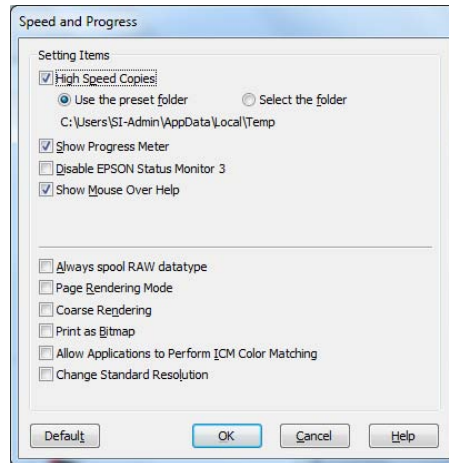 Speed and Progress
Setting Items
High Speed Copies
Use the preset folder Select the folder
C:\Users\SI-Admin\AppData\Local\Temp
Show Progress Meter
Disable EPSON Status Monitor 3
Show Mouse Over Help
Always spool RAW datatype
Page Rendering Mode
Coarse Rendering
Print as Bitmap
Allow Applications to Perform ICM Color Matching
Change Standard Resolution
Default OK Cancel Help